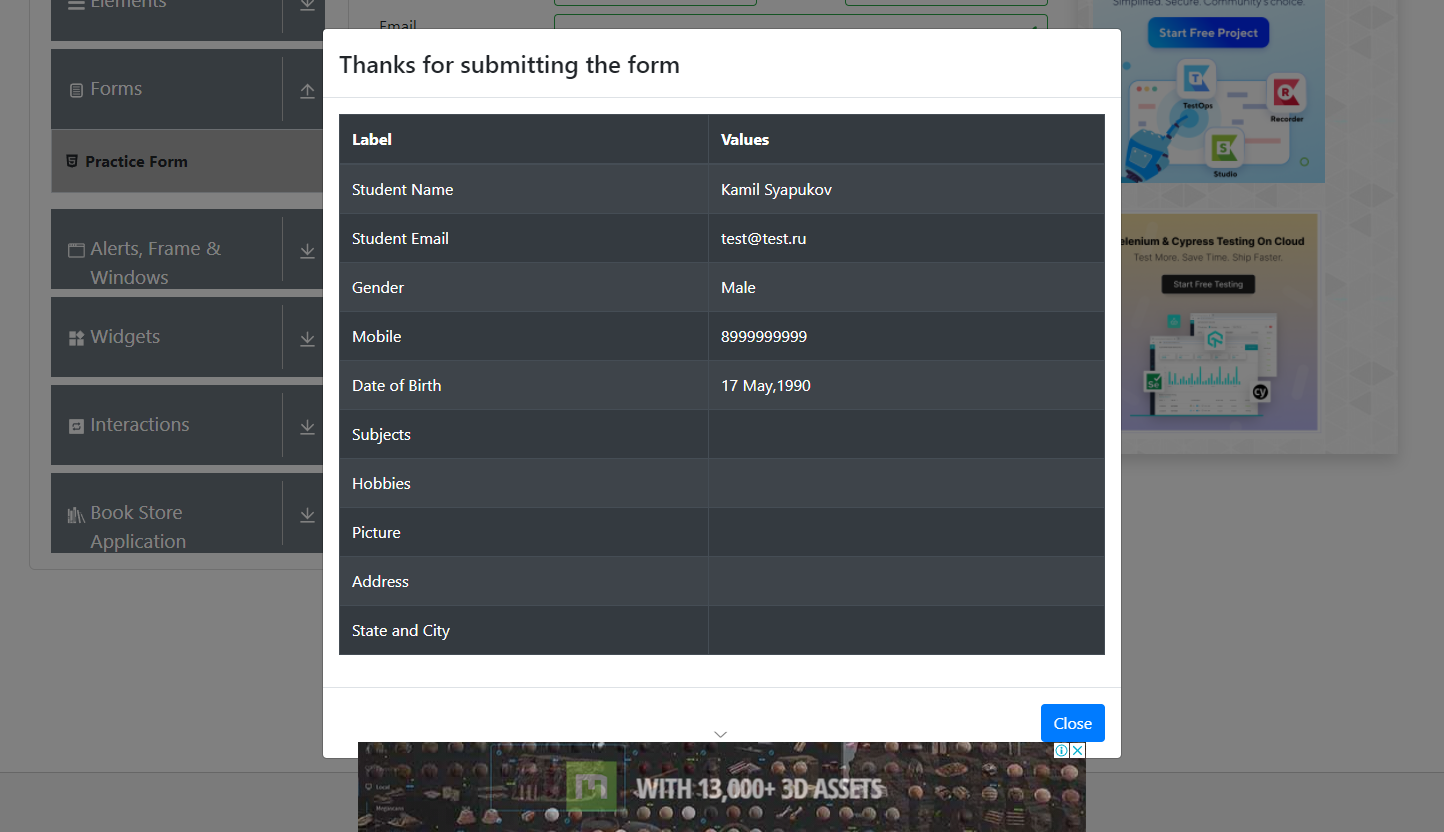 Elements
Forms
Practice Form
Alerts, Frame &
Windows
Widgets
Interactions
Book Store
Application
Email
Thanks for submitting the form
Label Values
Student Name Kamil Syapukov
Student Email test@test.ru
Gender Male
Mobile 8999999999
Date of Birth 17 May,1990
Subjects
Hobbies
Picture
Address
State and City
Close
Simplified. Secure. Community's choice.
Start Free Project
TestOps
Recorder
Studio
elenium & Cypress Testing On Cloud
Test More. Save Time. Ship Faster.
Start Free Testing
Se
cy
Local
Megascans
WITH 13,000+ 3D ASSETS